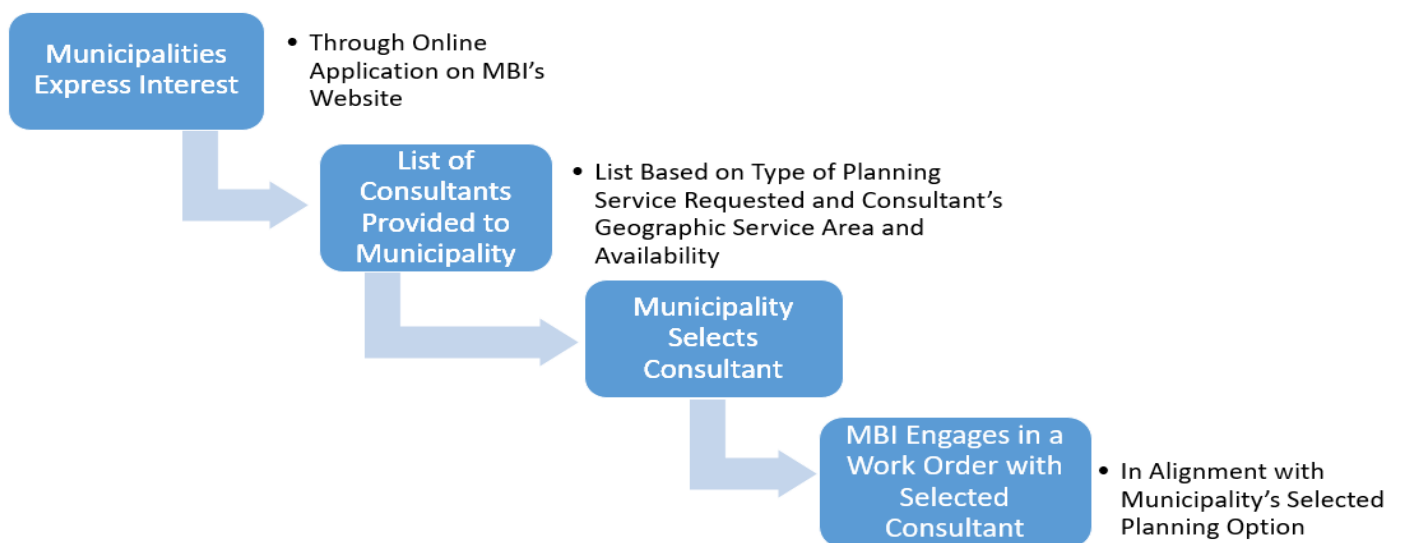 Municipalities
Express Interest
• Through Online
Application on MBI's
Website
List of
Consultants
Provided to
Municipality
• List Based on Type of Planning
Service Requested and Consultant's
Geographic Service Area and
Availability
Municipality
Selects
Consultant
MBI Engages in a
Work Order with
Selected
Consultant
• In Alignment with
Municipality's Selected
Planning Option